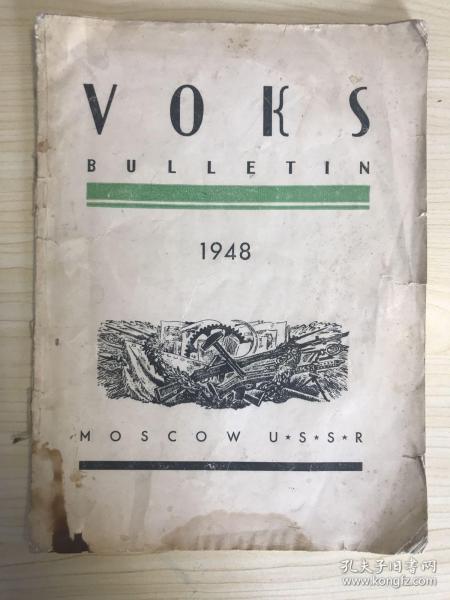 VOKS
BULLETIN
1948
MOSCOW U★S★S★R
孔夫子旧书网
www.kongfz.com